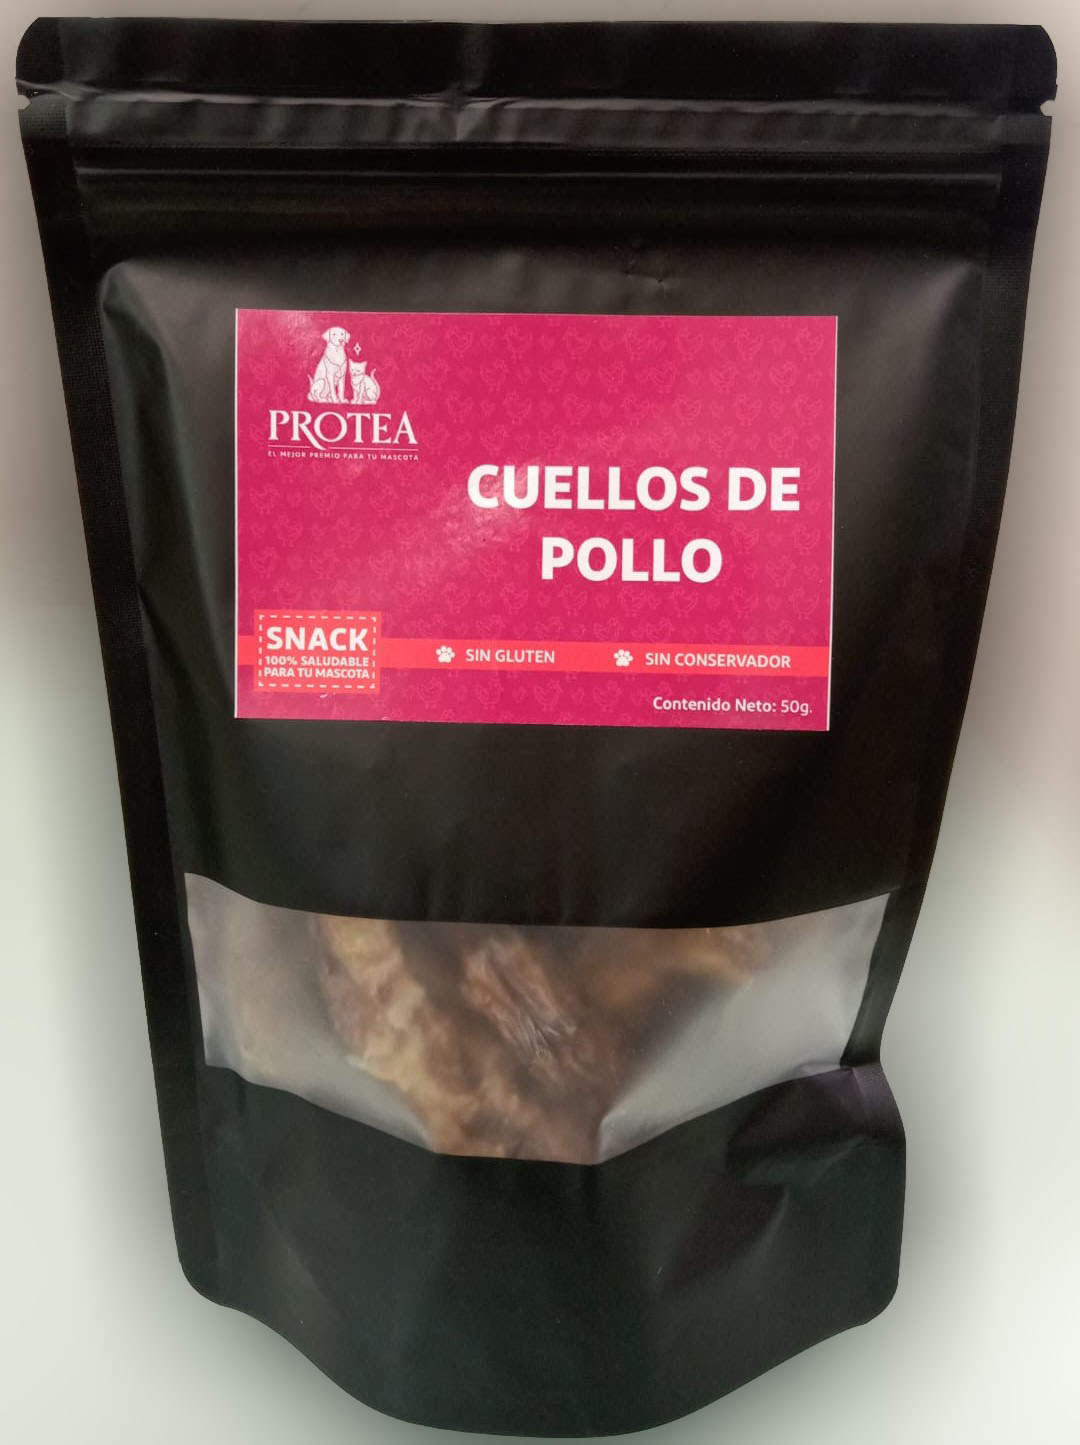 PROTEA
EL MEJOR PREMIO PARA TU MASCOTA
CUELLOS DE
POLLO
SNACK
100% SALUDABLE
PARA TU MASCOTA
SIN GLUTEN
SIN CONSERVADOR
Contenido Neto: 50g.